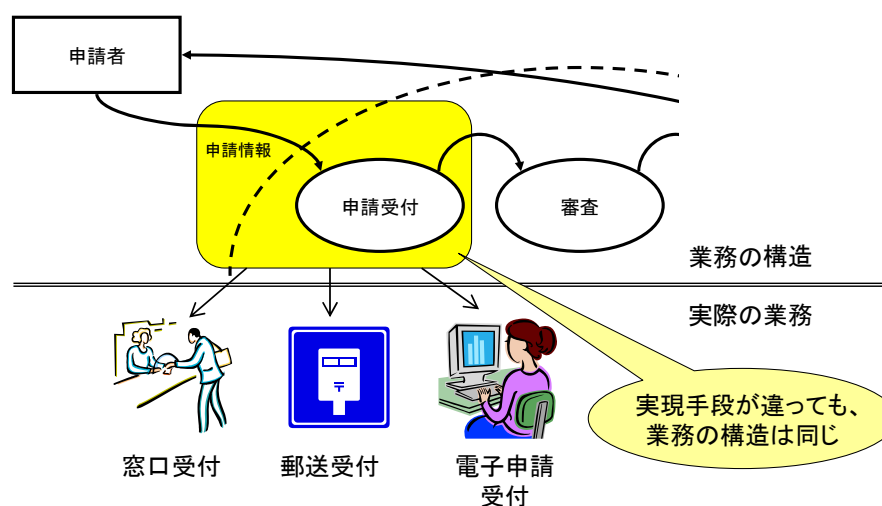 申請者
申請情報
申請受付
審査
業務の構造
実際の業務
実現手段が違っても、
業務の構造は同じ
〒
窓口受付
郵送受付
電子申請
受付